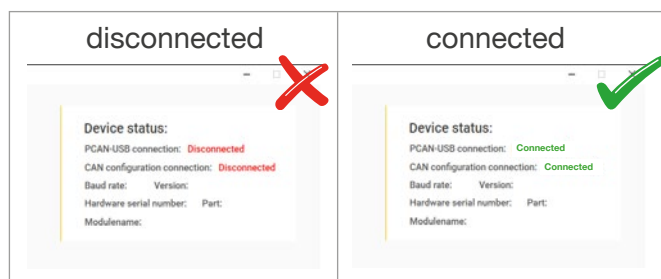 disconnected
Device status:
PCAN-USB connection: Disconnected
CAN configuration connection: Disconnected
Baud rate: Version:
Hardware serial number: Part:
Modulename:
connected
Device status:
PCAN-USB connection: Connected
CAN configuration connection: Connected
Baud rate: Version:
Hardware serial number: Part:
Modulename: